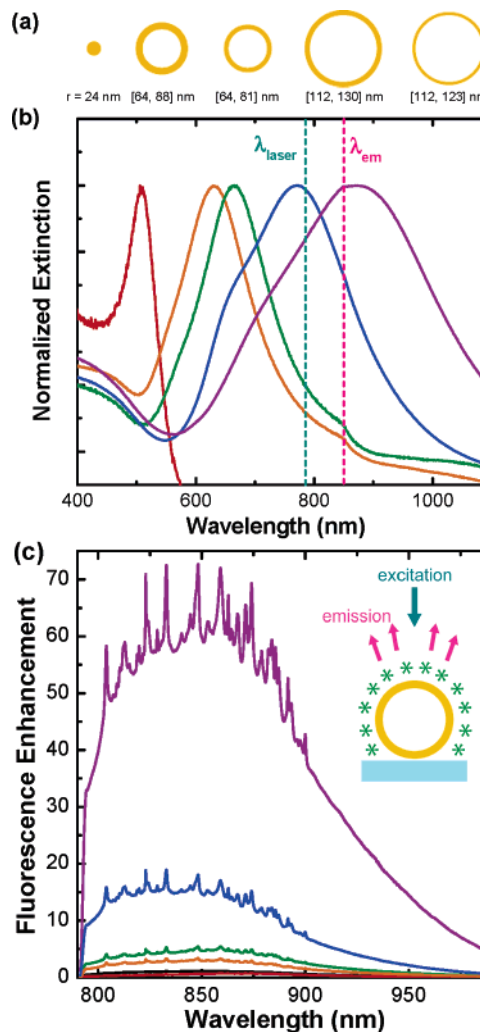 (a)
r = 24 nm [64, 88] nm [64, 81] nm [112, 130] nm [112, 123] nm
(b)
λlaser λem
Normalized Extinction
400 600 800 1000
Wavelength (nm)
(c)
70
60
50
40
30
20
10
0
Fluorescence Enhancement
excitation
emission
800 850 900 950
Wavelength (nm)